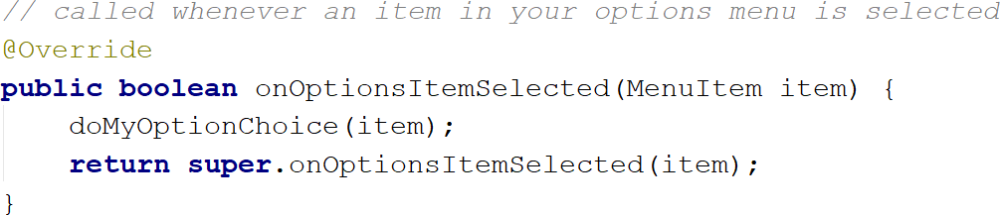 // called whenever an item in your options menu is selected
@Override
public boolean onOptionsItemSelected(MenuItem item) {
    doMyOptionChoice(item);
    return super.onOptionsItemSelected(item);
}